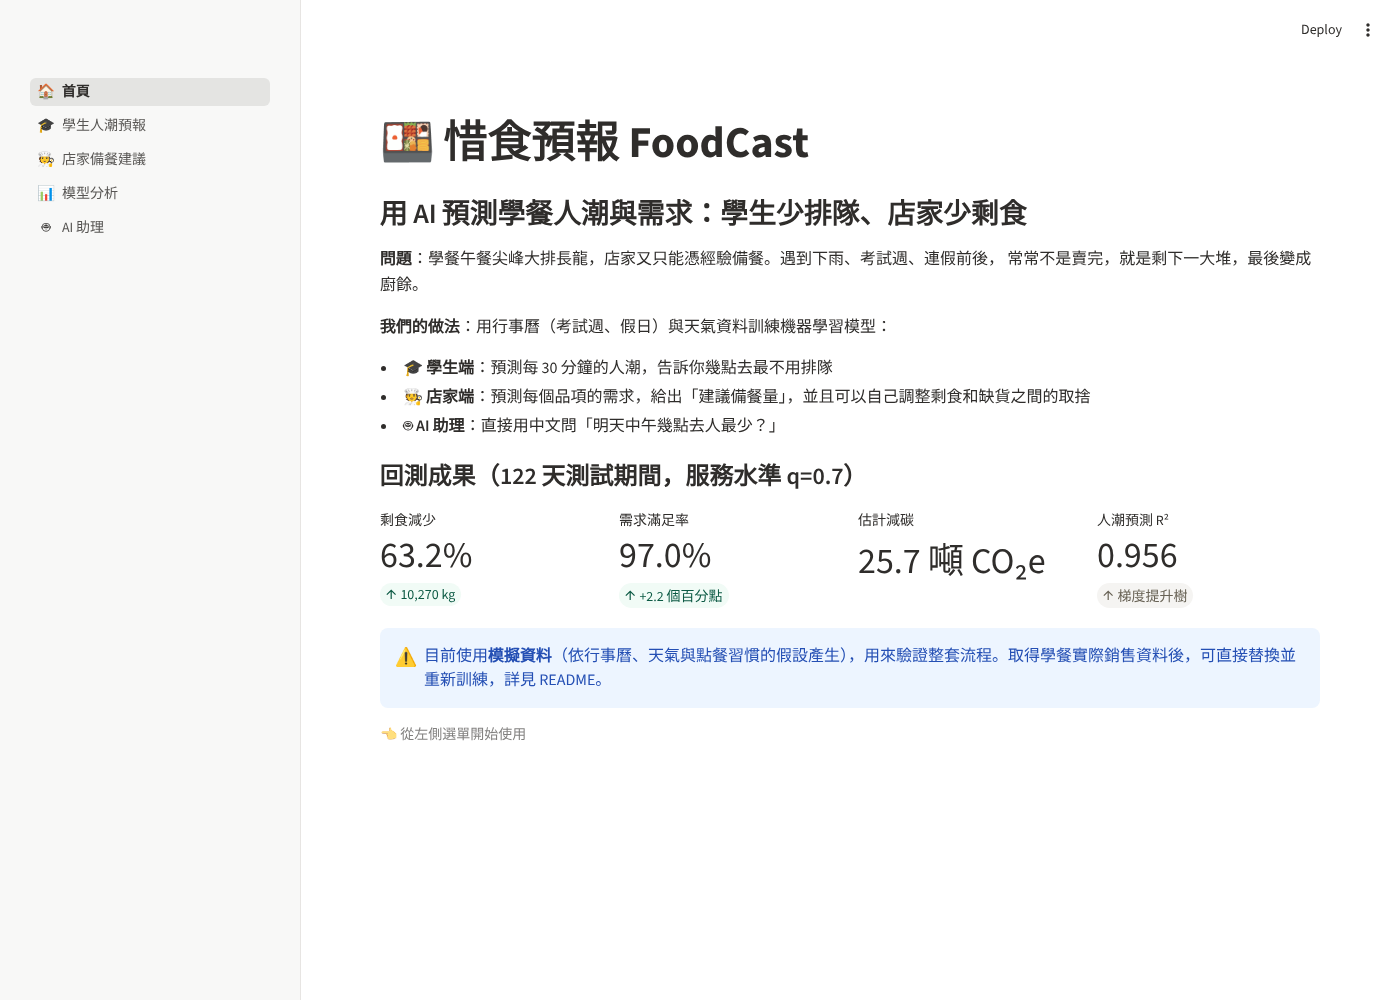 Deploy
🏠 首頁
🎓 學生人潮預報
🧑‍🍳 店家備餐建議
📊 模型分析
AI 助理
🍱 惜食預報 FoodCast
用 AI 預測學餐人潮與需求：學生少排隊、店家少剩食
問題：學餐午餐尖峰大排長龍，店家又只能憑經驗備餐。遇到下雨、考試週、連假前後， 常常不是賣完，就是剩下一大堆，最後變成
廚餘。
我們的做法：用行事曆（考試週、假日）與天氣資料訓練機器學習模型：
• 🎓 學生端：預測每 30 分鐘的人潮，告訴你幾點去最不用排隊
• 🧑‍🍳 店家端：預測每個品項的需求，給出「建議備餐量」，並且可以自己調整剩食和缺貨之間的取捨
• AI 助理：直接用中文問「明天中午幾點去人最少？」
回測成果（122 天測試期間，服務水準 q=0.7）
剩食減少
63.2%
↑ 10,270 kg
需求滿足率
97.0%
↑ +2.2 個百分點
估計減碳
25.7 噸 CO₂e
人潮預測 R²
0.956
↑ 梯度提升樹
⚠️ 目前使用模擬資料（依行事曆、天氣與點餐習慣的假設產生），用來驗證整套流程。取得學餐實際銷售資料後，可直接替換並
重新訓練，詳見 README。
👈 從左側選單開始使用